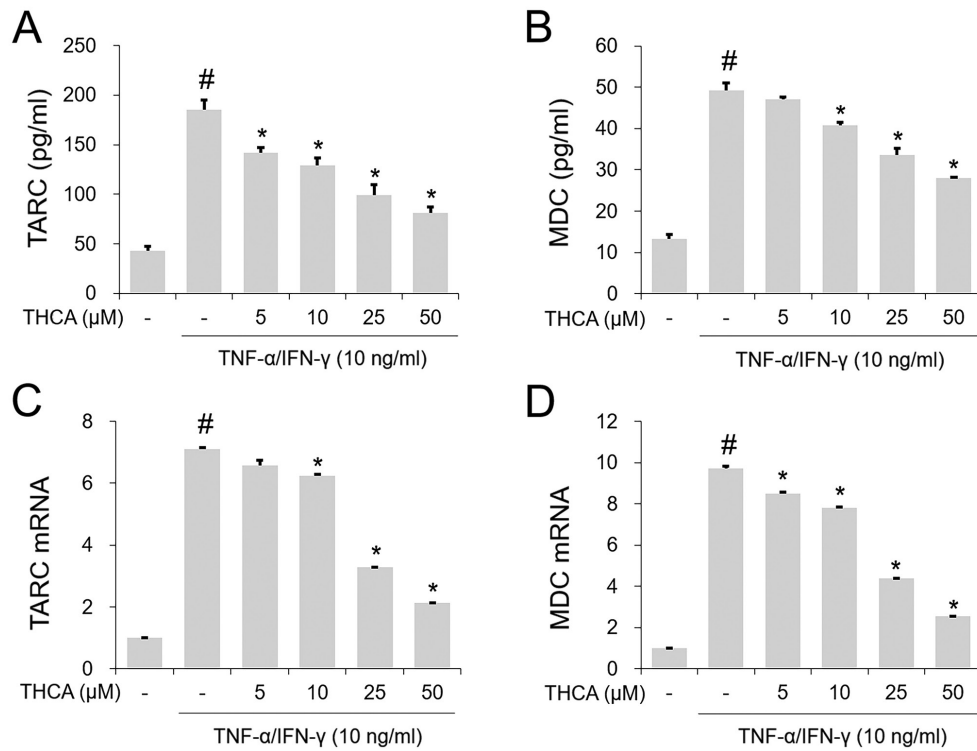 A
TARC (pg/ml)
250
200
150
100
50
0
#
*
*
*
*
THCA (μM) - - 5 10 25 50
TNF-α/IFN-γ (10 ng/ml)
B
MDC (pg/ml)
60
50
40
30
20
10
0
#
*
*
*
THCA (μM) - - 5 10 25 50
TNF-α/IFN-γ (10 ng/ml)
C
TARC mRNA
8
6
4
2
0
#
*
*
*
THCA (μM) - - 5 10 25 50
TNF-α/IFN-γ (10 ng/ml)
D
MDC mRNA
12
10
8
6
4
2
0
#
*
*
*
*
THCA (μM) - - 5 10 25 50
TNF-α/IFN-γ (10 ng/ml)